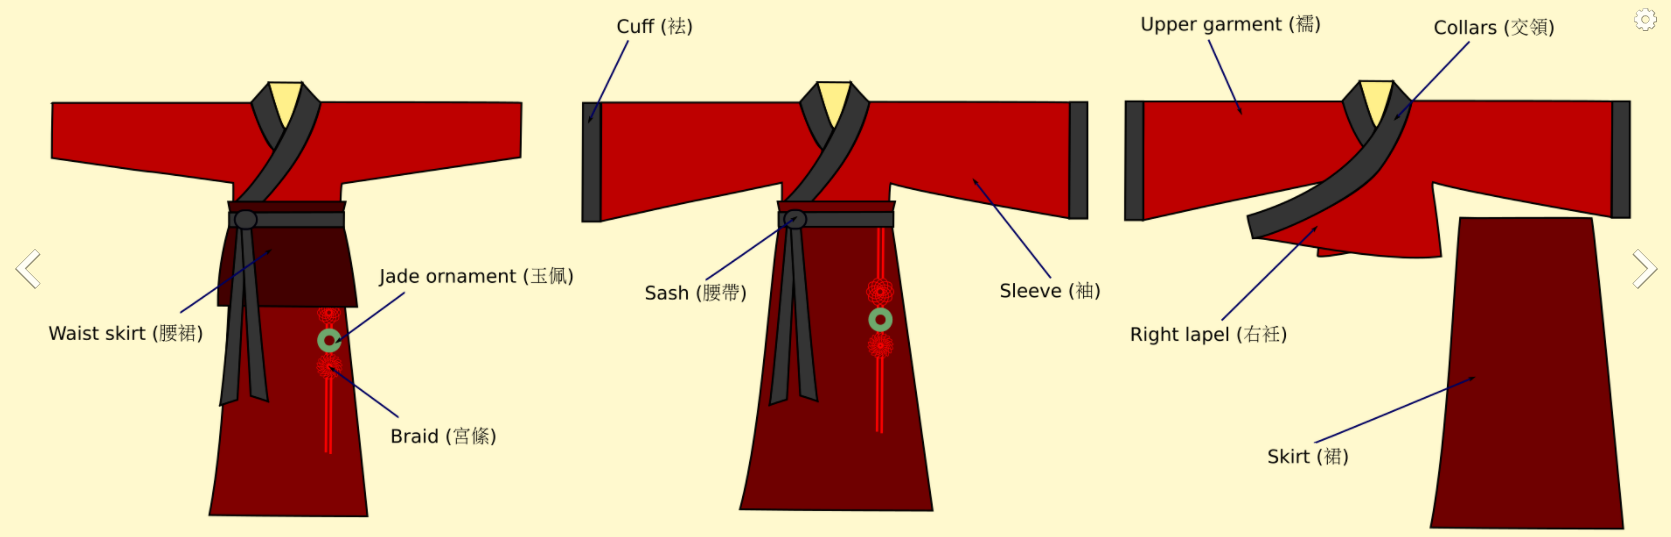 Cuff (袪)
Upper garment (襦)
Collars (交領)
Jade ornament (玉佩)
Waist skirt (腰裙)
Sash (腰帶)
Sleeve (袖)
Right lapel (右衽)
Braid (宮絛)
Skirt (裙)